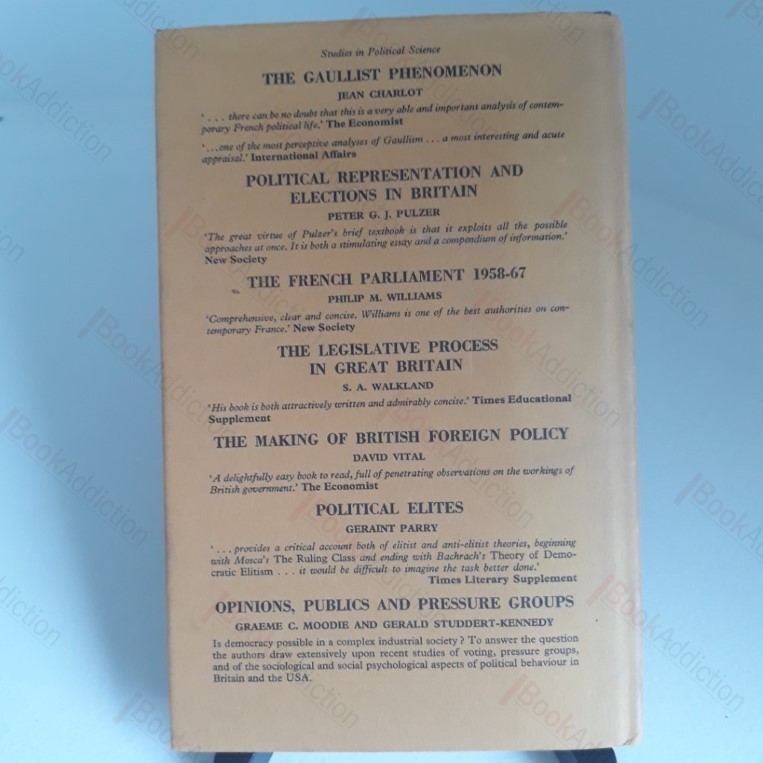 Studies in Political Science
THE GAULLIST PHENOMENON
JEAN CHARLOT
'. . . there can be no doubt that this is a very able and important analysis of contem-
porary French political life.' The Economist
'. . . one of the most perceptive analyses of Gaullism . . . a most interesting and acute
appraisal.' International Affairs
POLITICAL REPRESENTATION AND
ELECTIONS IN BRITAIN
PETER G. J. PULZER
'The great virtue of Pulzer's brief textbook is that it exploits all the possible
approaches at once. It is both a stimulating essay and a compendium of information.'
New Society
THE FRENCH PARLIAMENT 1958-67
PHILIP M. WILLIAMS
'Comprehensive, clear and concise. Williams is one of the best authorities on con-
temporary France.' New Society
THE LEGISLATIVE PROCESS
IN GREAT BRITAIN
S. A. WALKLAND
'His book is both attractively written and admirably concise.' Times Educational
Supplement
THE MAKING OF BRITISH FOREIGN POLICY
DAVID VITAL
'A delightfully easy book to read, full of penetrating observations on the workings of
British government.' The Economist
POLITICAL ELITES
GERAINT PARRY
'. . . provides a critical account both of elitist and anti-elitist theories, beginning
with Mosca's The Ruling Class and ending with Bachrach's Theory of Demo-
cratic Elitism . . . it would be difficult to imagine the task better done.'
Times Literary Supplement
OPINIONS, PUBLICS AND PRESSURE GROUPS
GRAEME C. MOODIE AND GERALD STUDDERT-KENNEDY
Is democracy possible in a complex industrial society? To answer the question
the authors draw extensively upon recent studies of voting, pressure groups,
and of the sociological and social psychological aspects of political behaviour in
Britain and the USA.
iBookAddiction